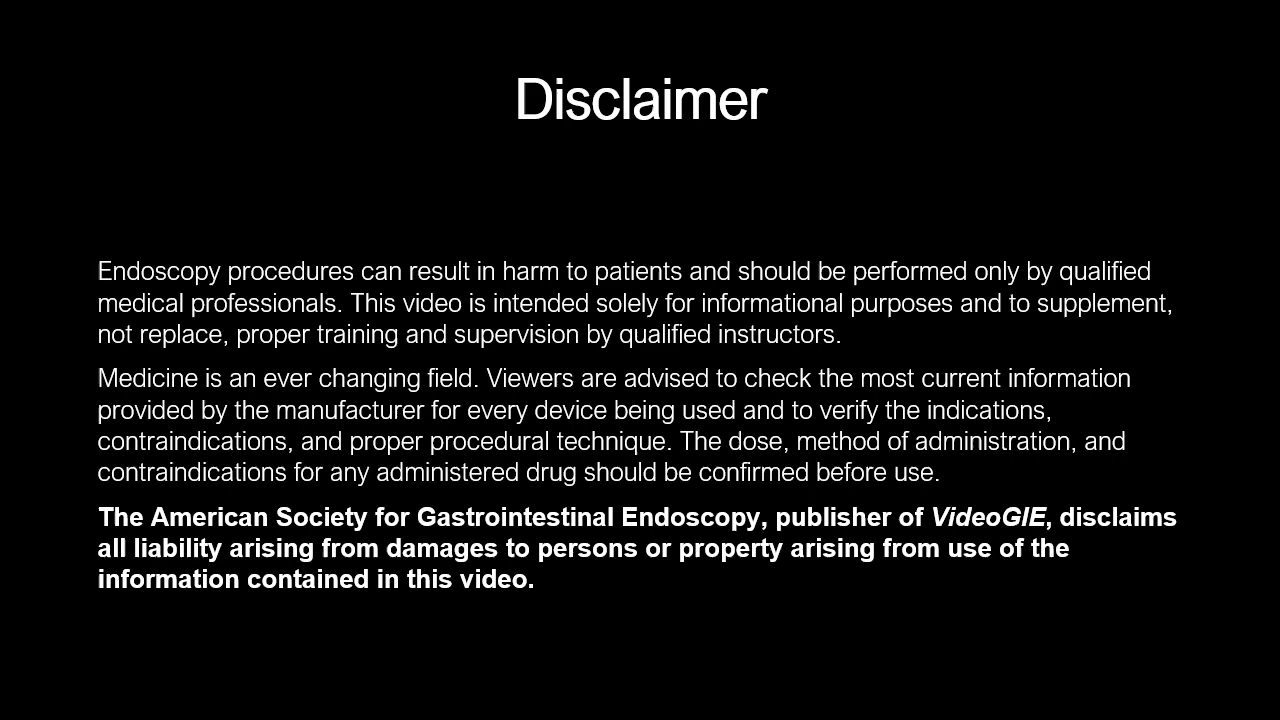 Disclaimer
Endoscopy procedures can result in harm to patients and should be performed only by qualified
medical professionals. This video is intended solely for informational purposes and to supplement,
not replace, proper training and supervision by qualified instructors.
Medicine is an ever changing field. Viewers are advised to check the most current information
provided by the manufacturer for every device being used and to verify the indications,
contraindications, and proper procedural technique. The dose, method of administration, and
contraindications for any administered drug should be confirmed before use.
The American Society for Gastrointestinal Endoscopy, publisher of VideoGIE, disclaims
all liability arising from damages to persons or property arising from use of the
information contained in this video.